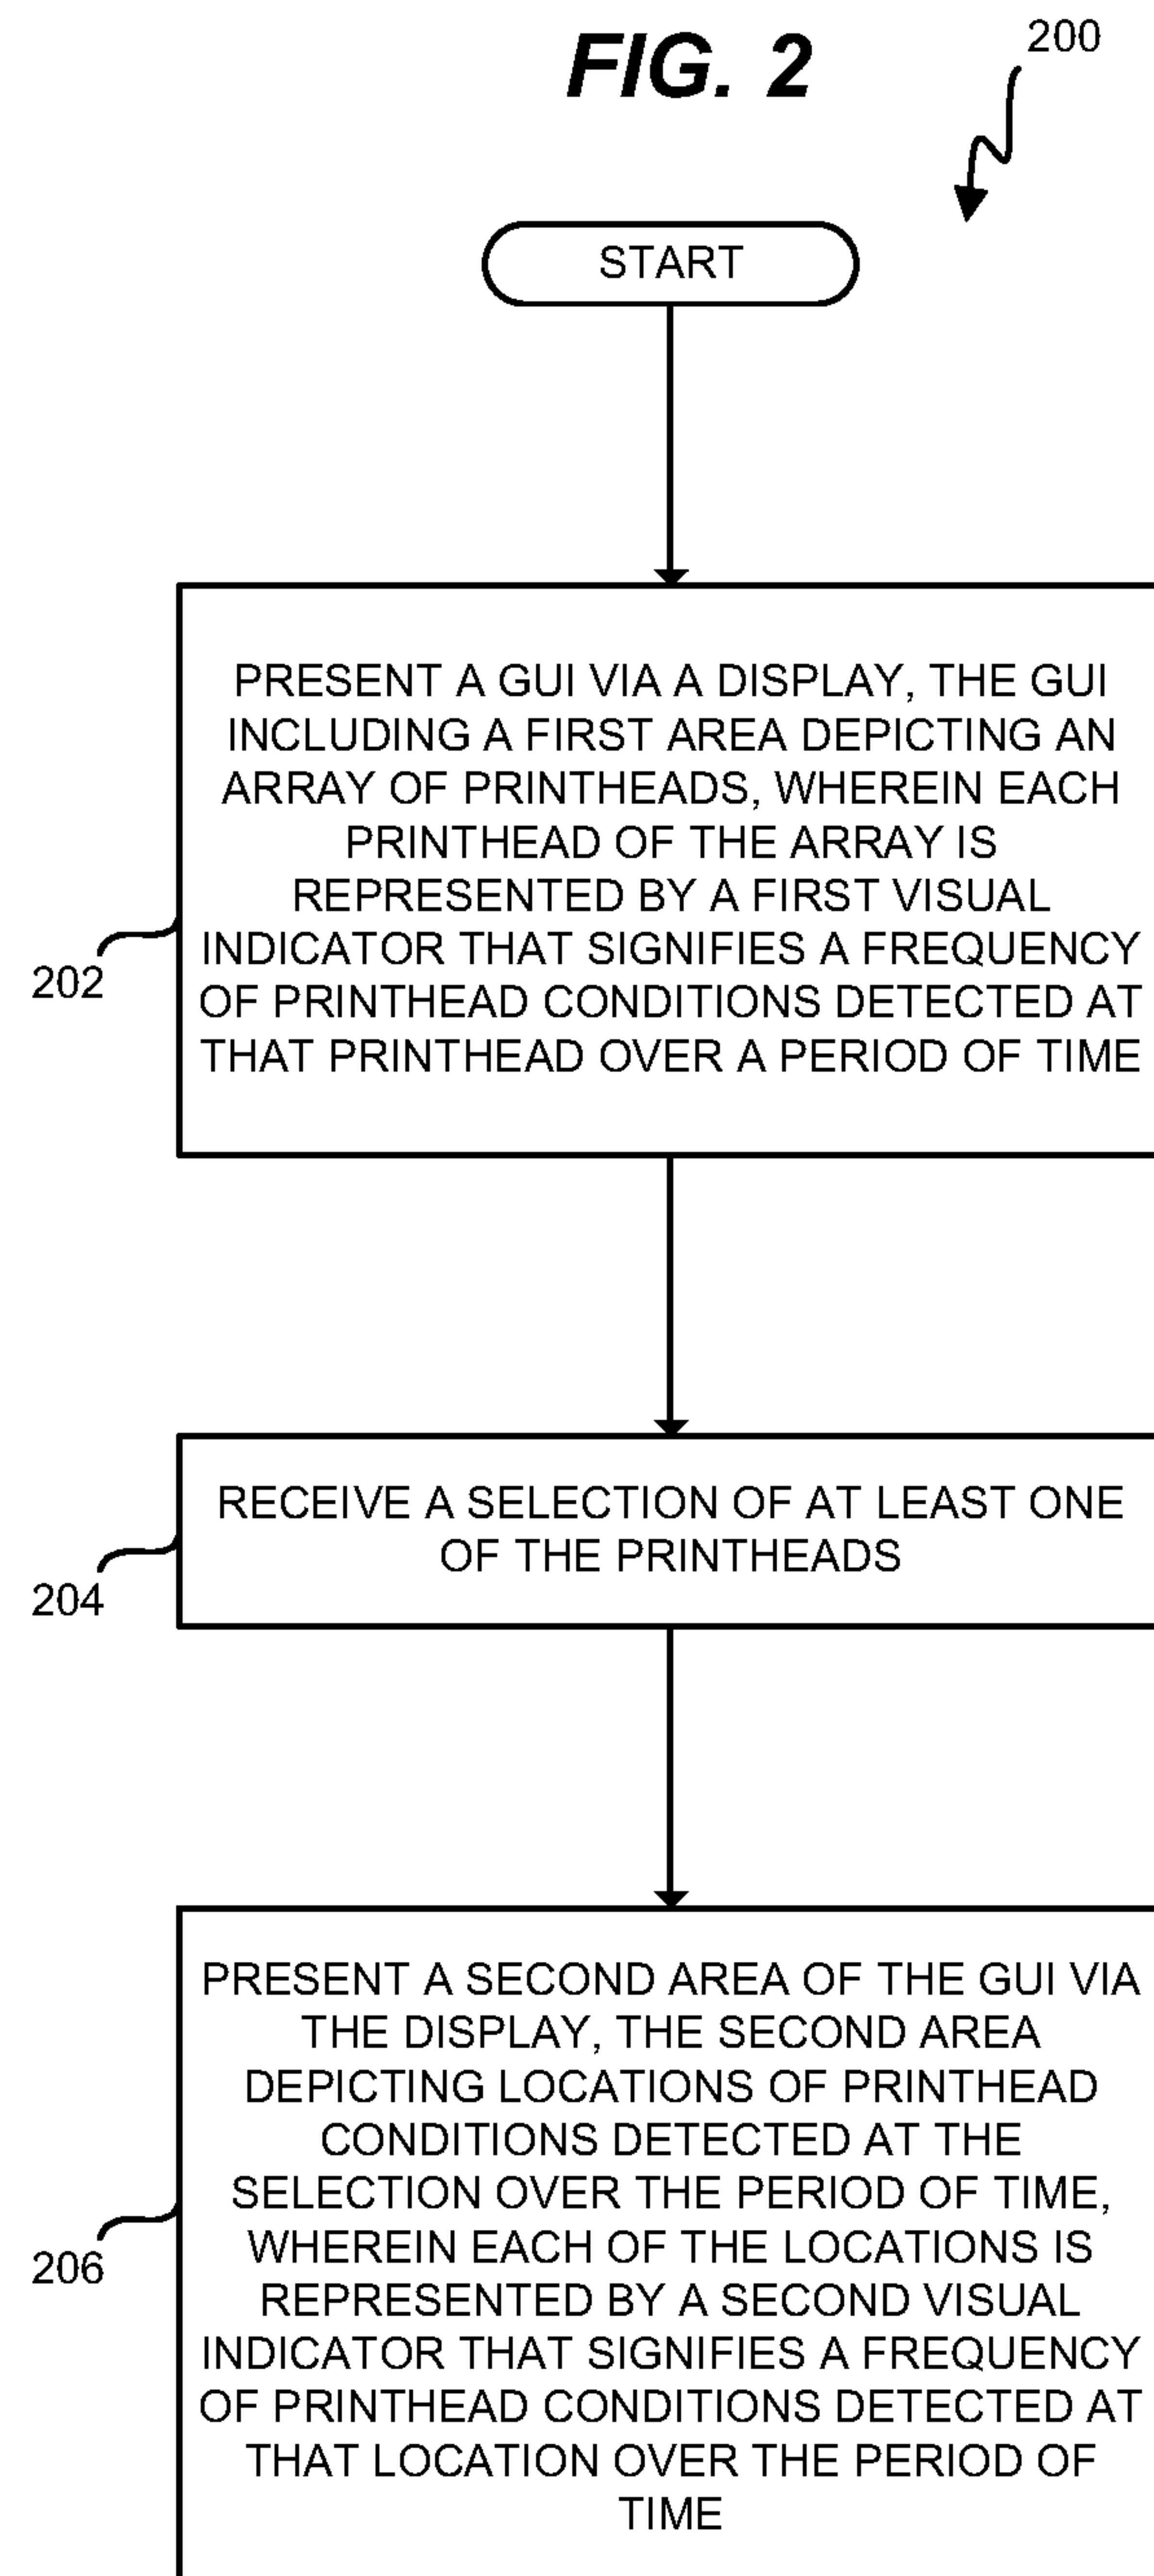 FIG. 2
200
START
PRESENT A GUI VIA A DISPLAY, THE GUI
INCLUDING A FIRST AREA DEPICTING AN
ARRAY OF PRINTHEADS, WHEREIN EACH
PRINTHEAD OF THE ARRAY IS
REPRESENTED BY A FIRST VISUAL
INDICATOR THAT SIGNIFIES A FREQUENCY
OF PRINTHEAD CONDITIONS DETECTED AT
THAT PRINTHEAD OVER A PERIOD OF TIME
202
RECEIVE A SELECTION OF AT LEAST ONE
OF THE PRINTHEADS
204
PRESENT A SECOND AREA OF THE GUI VIA
THE DISPLAY, THE SECOND AREA
DEPICTING LOCATIONS OF PRINTHEAD
CONDITIONS DETECTED AT THE
SELECTION OVER THE PERIOD OF TIME,
WHEREIN EACH OF THE LOCATIONS IS
REPRESENTED BY A SECOND VISUAL
INDICATOR THAT SIGNIFIES A FREQUENCY
OF PRINTHEAD CONDITIONS DETECTED AT
THAT LOCATION OVER THE PERIOD OF
TIME
206